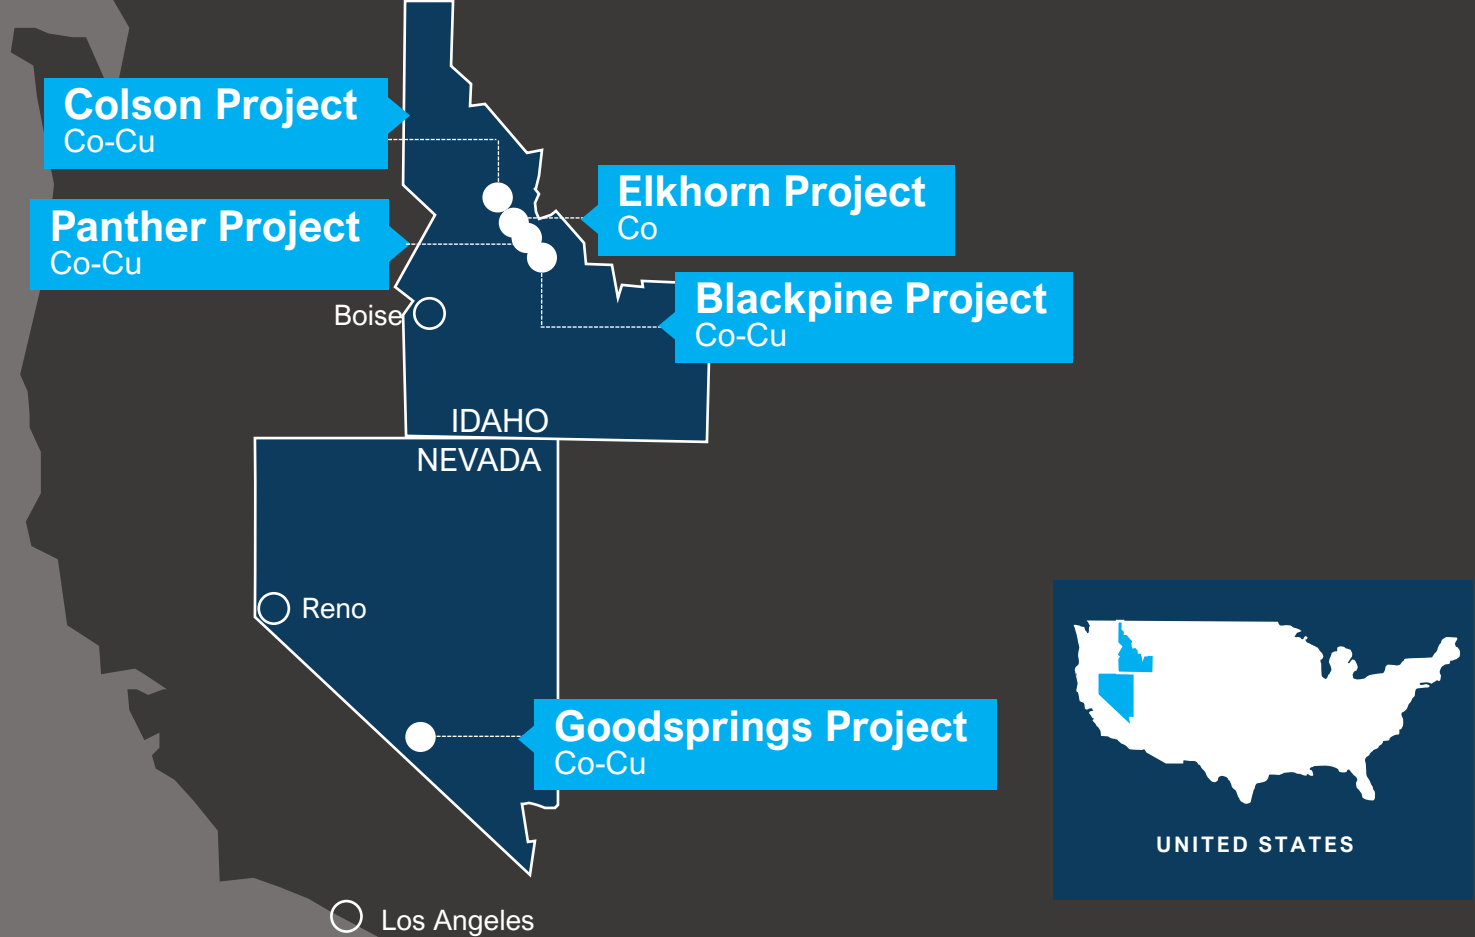 Colson Project
Co-Cu
Elkhorn Project
Co
Panther Project
Co-Cu
Blackpine Project
Co-Cu
Boise
IDAHO
NEVADA
Reno
Goodsprings Project
Co-Cu
UNITED STATES
Los Angeles